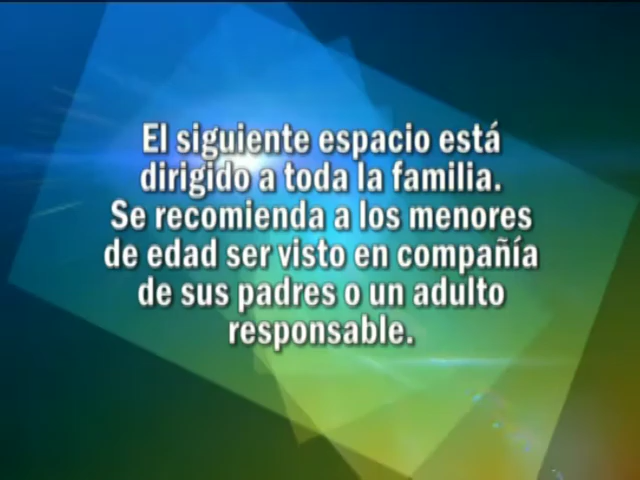 El siguiente espacio está
dirigido a toda la familia.
Se recomienda a los menores
de edad ser visto en compañía
de sus padres o un adulto
responsable.